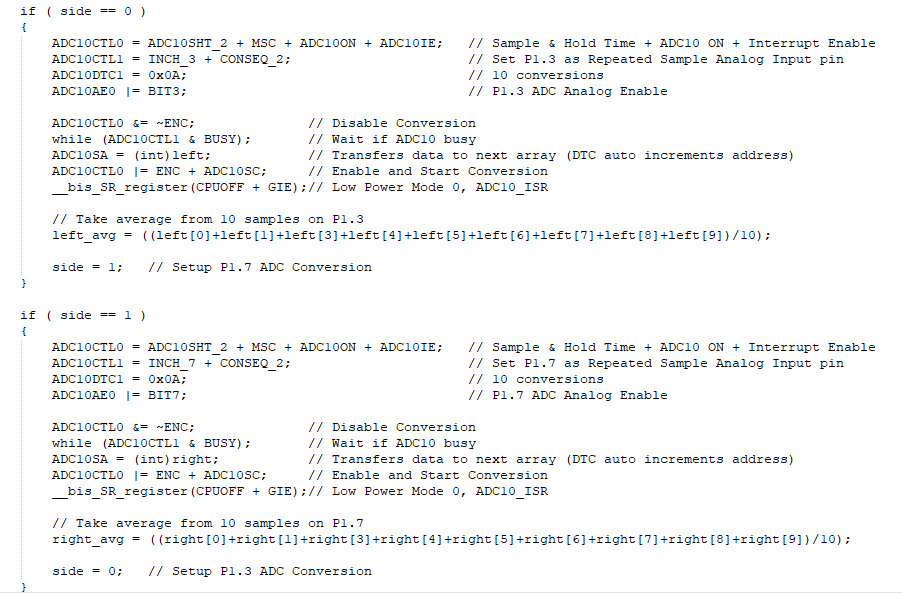 if ( side == 0 )
{
    ADC10CTL0 = ADC10SHT_2 + MSC + ADC10ON + ADC10IE;   // Sample & Hold Time + ADC10 ON + Interrupt Enable
    ADC10CTL1 = INCH_3 + CONSEQ_2;                      // Set P1.3 as Repeated Sample Analog Input pin
    ADC10DTC1 = 0x0A;                                   // 10 conversions
    ADC10AE0 |= BIT3;                                   // P1.3 ADC Analog Enable

    ADC10CTL0 &= ~ENC;              // Disable Conversion
    while (ADC10CTL1 & BUSY);       // Wait if ADC10 busy
    ADC10SA = (int)left;            // Transfers data to next array (DTC auto increments address)
    ADC10CTL0 |= ENC + ADC10SC;     // Enable and Start Conversion
    __bis_SR_register(CPUOFF + GIE);// Low Power Mode 0, ADC10_ISR

    // Take average from 10 samples on P1.3
    left_avg = ((left[0]+left[1]+left[3]+left[4]+left[5]+left[6]+left[7]+left[8]+left[9])/10);

    side = 1;   // Setup P1.7 ADC Conversion
}

if ( side == 1 )
{
    ADC10CTL0 = ADC10SHT_2 + MSC + ADC10ON + ADC10IE;   // Sample & Hold Time + ADC10 ON + Interrupt Enable
    ADC10CTL1 = INCH_7 + CONSEQ_2;                      // Set P1.7 as Repeated Sample Analog Input pin
    ADC10DTC1 = 0x0A;                                   // 10 conversions
    ADC10AE0 |= BIT7;                                   // P1.7 ADC Analog Enable

    ADC10CTL0 &= ~ENC;              // Disable Conversion
    while (ADC10CTL1 & BUSY);       // Wait if ADC10 busy
    ADC10SA = (int)right;           // Transfers data to next array (DTC auto increments address)
    ADC10CTL0 |= ENC + ADC10SC;     // Enable and Start Conversion
    __bis_SR_register(CPUOFF + GIE);// Low Power Mode 0, ADC10_ISR

    // Take average from 10 samples on P1.7
    right_avg = ((right[0]+right[1]+right[3]+right[4]+right[5]+right[6]+right[7]+right[8]+right[9])/10);

    side = 0;   // Setup P1.3 ADC Conversion
}